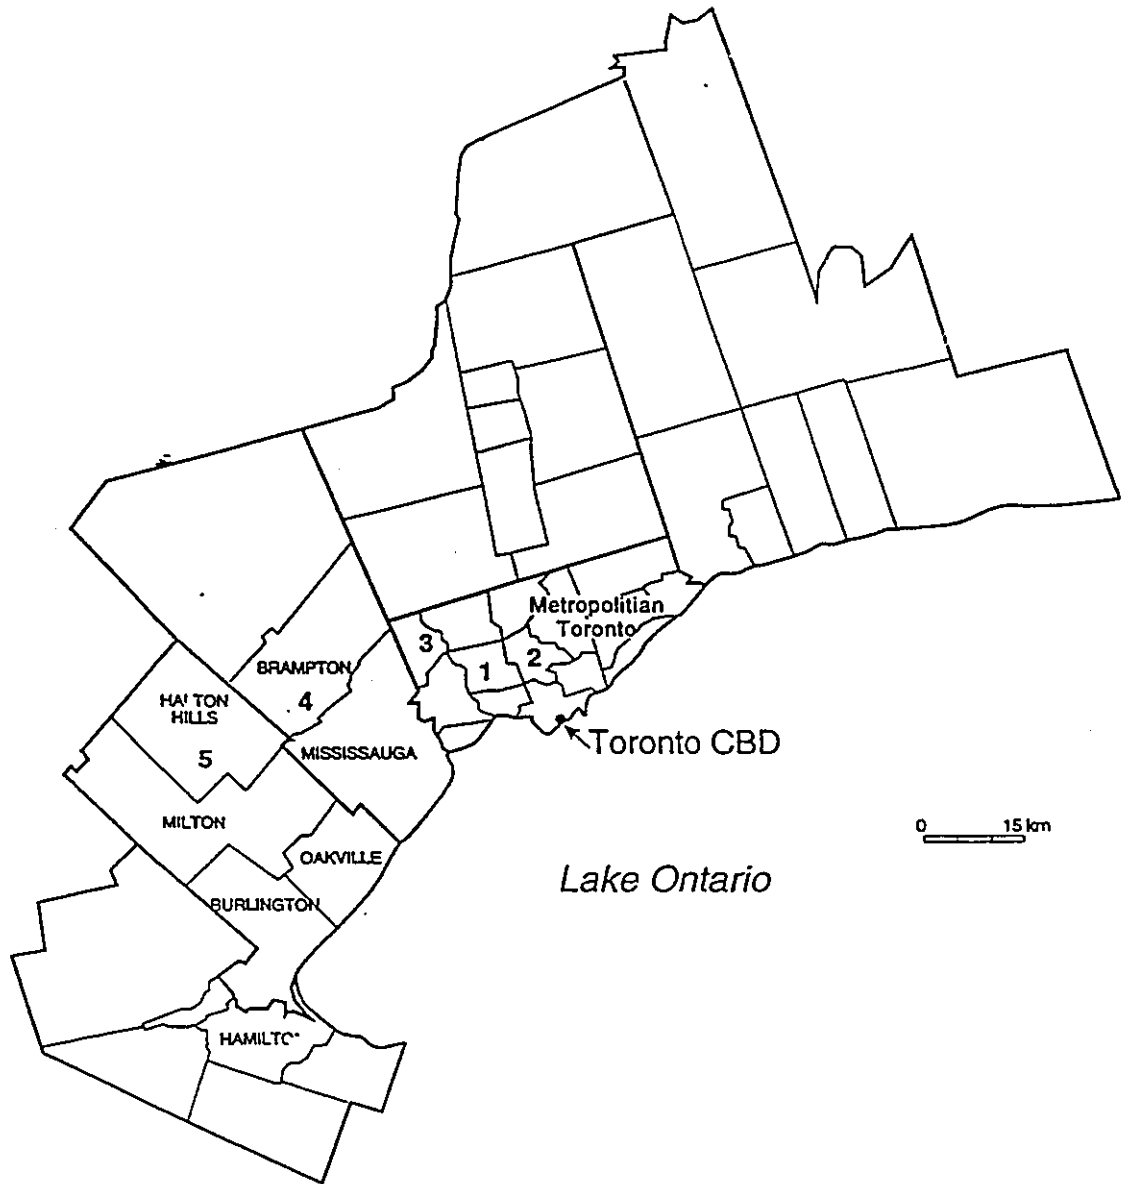 Metropolitian
Toronto
3
1
2
BRAMPTON
4
HILLS
5
MISSISSAUGA
Toronto CBD
MILTON
0 15 km
OAKVILLE
Lake Ontario
BURLINGTON